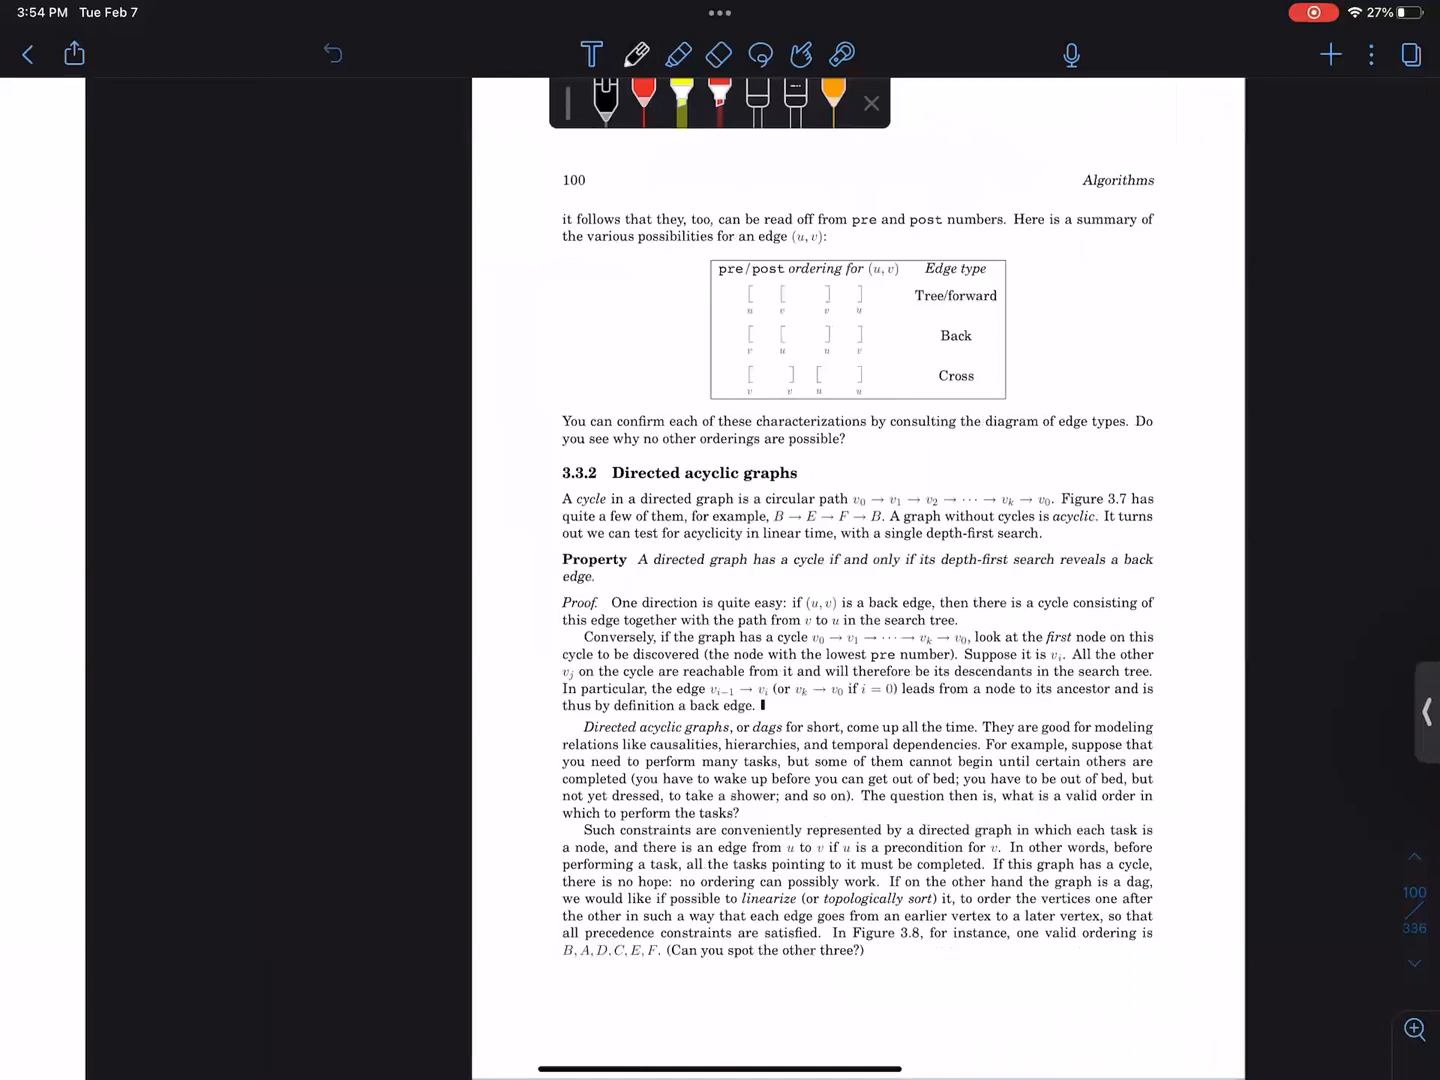 3:54 PM Tue Feb 7
27%
100 Algorithms
it follows that they, too, can be read off from pre and post numbers. Here is a summary of
the various possibilities for an edge (u, v):
pre/post ordering for (u, v) Edge type
[ [ ] ] Tree/forward
u v v u
[ [ ] ] Back
v u u v
[ ] [ ] Cross
v v u u
You can confirm each of these characterizations by consulting the diagram of edge types. Do
you see why no other orderings are possible?
3.3.2 Directed acyclic graphs
A cycle in a directed graph is a circular path v₀ → v₁ → v₂ → ··· → vₖ → v₀. Figure 3.7 has
quite a few of them, for example, B → E → F → B. A graph without cycles is acyclic. It turns
out we can test for acyclicity in linear time, with a single depth-first search.
Property A directed graph has a cycle if and only if its depth-first search reveals a back
edge.
Proof. One direction is quite easy: if (u, v) is a back edge, then there is a cycle consisting of
this edge together with the path from v to u in the search tree.
Conversely, if the graph has a cycle v₀ → v₁ → ··· → vₖ → v₀, look at the first node on this
cycle to be discovered (the node with the lowest pre number). Suppose it is vᵢ. All the other
vⱼ on the cycle are reachable from it and will therefore be its descendants in the search tree.
In particular, the edge vᵢ₋₁ → vᵢ (or vₖ → v₀ if i = 0) leads from a node to its ancestor and is
thus by definition a back edge.
Directed acyclic graphs, or dags for short, come up all the time. They are good for modeling
relations like causalities, hierarchies, and temporal dependencies. For example, suppose that
you need to perform many tasks, but some of them cannot begin until certain others are
completed (you have to wake up before you can get out of bed; you have to be out of bed, but
not yet dressed, to take a shower; and so on). The question then is, what is a valid order in
which to perform the tasks?
Such constraints are conveniently represented by a directed graph in which each task is
a node, and there is an edge from u to v if u is a precondition for v. In other words, before
performing a task, all the tasks pointing to it must be completed. If this graph has a cycle,
there is no hope: no ordering can possibly work. If on the other hand the graph is a dag,
we would like if possible to linearize (or topologically sort) it, to order the vertices one after
the other in such a way that each edge goes from an earlier vertex to a later vertex, so that
all precedence constraints are satisfied. In Figure 3.8, for instance, one valid ordering is
B, A, D, C, E, F. (Can you spot the other three?)
100
/
336